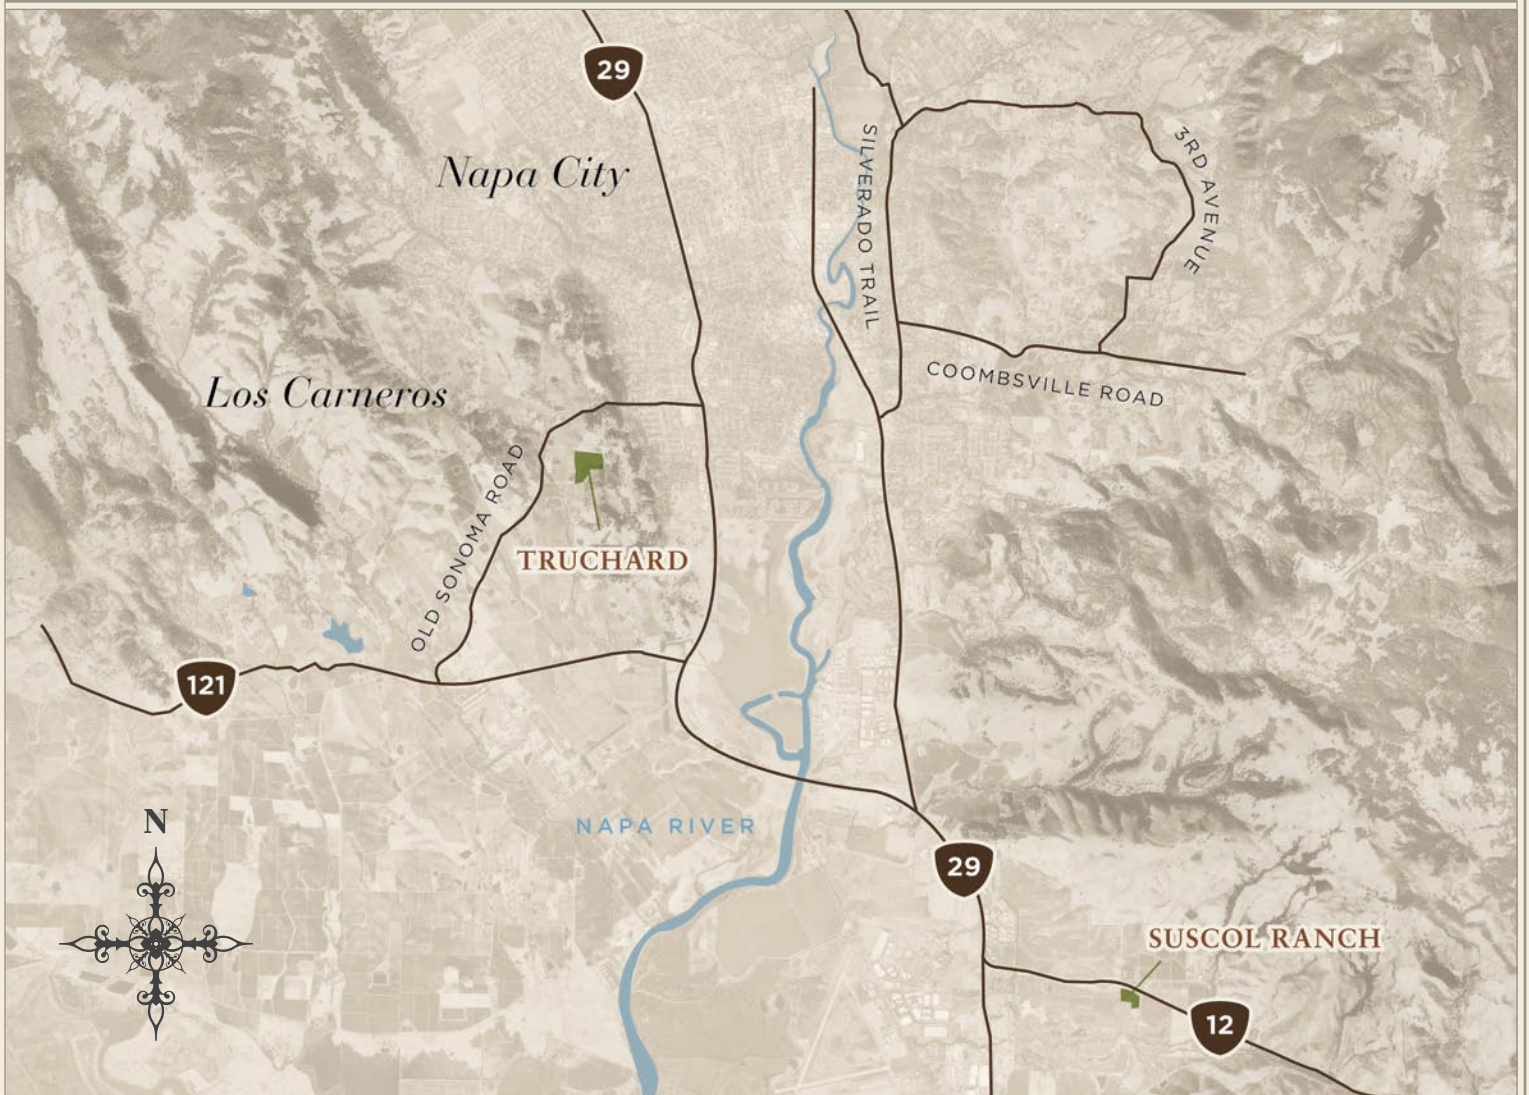 29
Napa City
SILVERADO TRAIL
3RD AVENUE
Los Carneros
COOMBSVILLE ROAD
OLD SONOMA ROAD
TRUCHARD
121
N
NAPA RIVER
29
SUSCOL RANCH
12